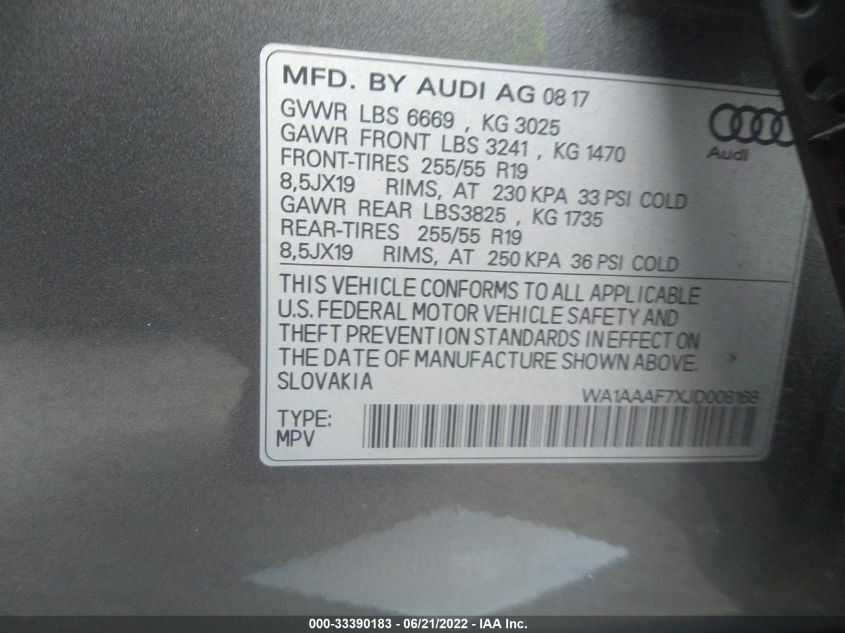 MFD. BY AUDI AG 08 17
GVWR LBS 6669 , KG 3025
GAWR FRONT LBS 3241 , KG 1470
FRONT-TIRES 255/55 R19
8,5JX19 RIMS, AT 230 KPA 33 PSI COLD
GAWR REAR LBS3825 , KG 1735
REAR-TIRES 255/55 R19
8,5JX19 RIMS, AT 250 KPA 36 PSI COLD
Audi
THIS VEHICLE CONFORMS TO ALL APPLICABLE
U.S. FEDERAL MOTOR VEHICLE SAFETY AND
THEFT PREVENTION STANDARDS IN EFFECT ON
THE DATE OF MANUFACTURE SHOWN ABOVE.
SLOVAKIA
WA1AAAF7XJD008168
TYPE:
MPV
000-33390183 - 06/21/2022 - IAA Inc.